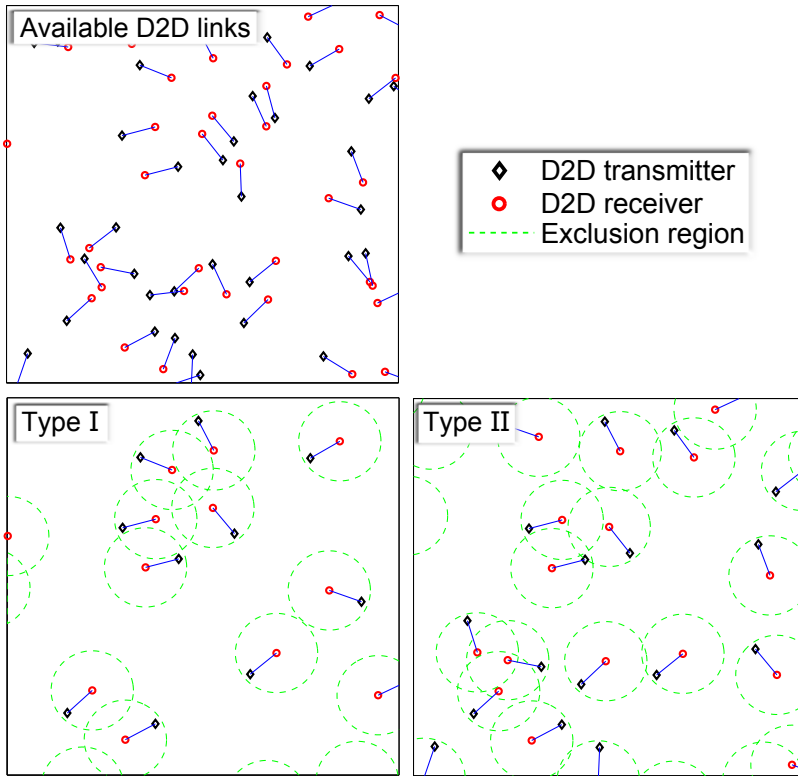 Available D2D links
D2D transmitter
D2D receiver
Exclusion region
Type I
Type II